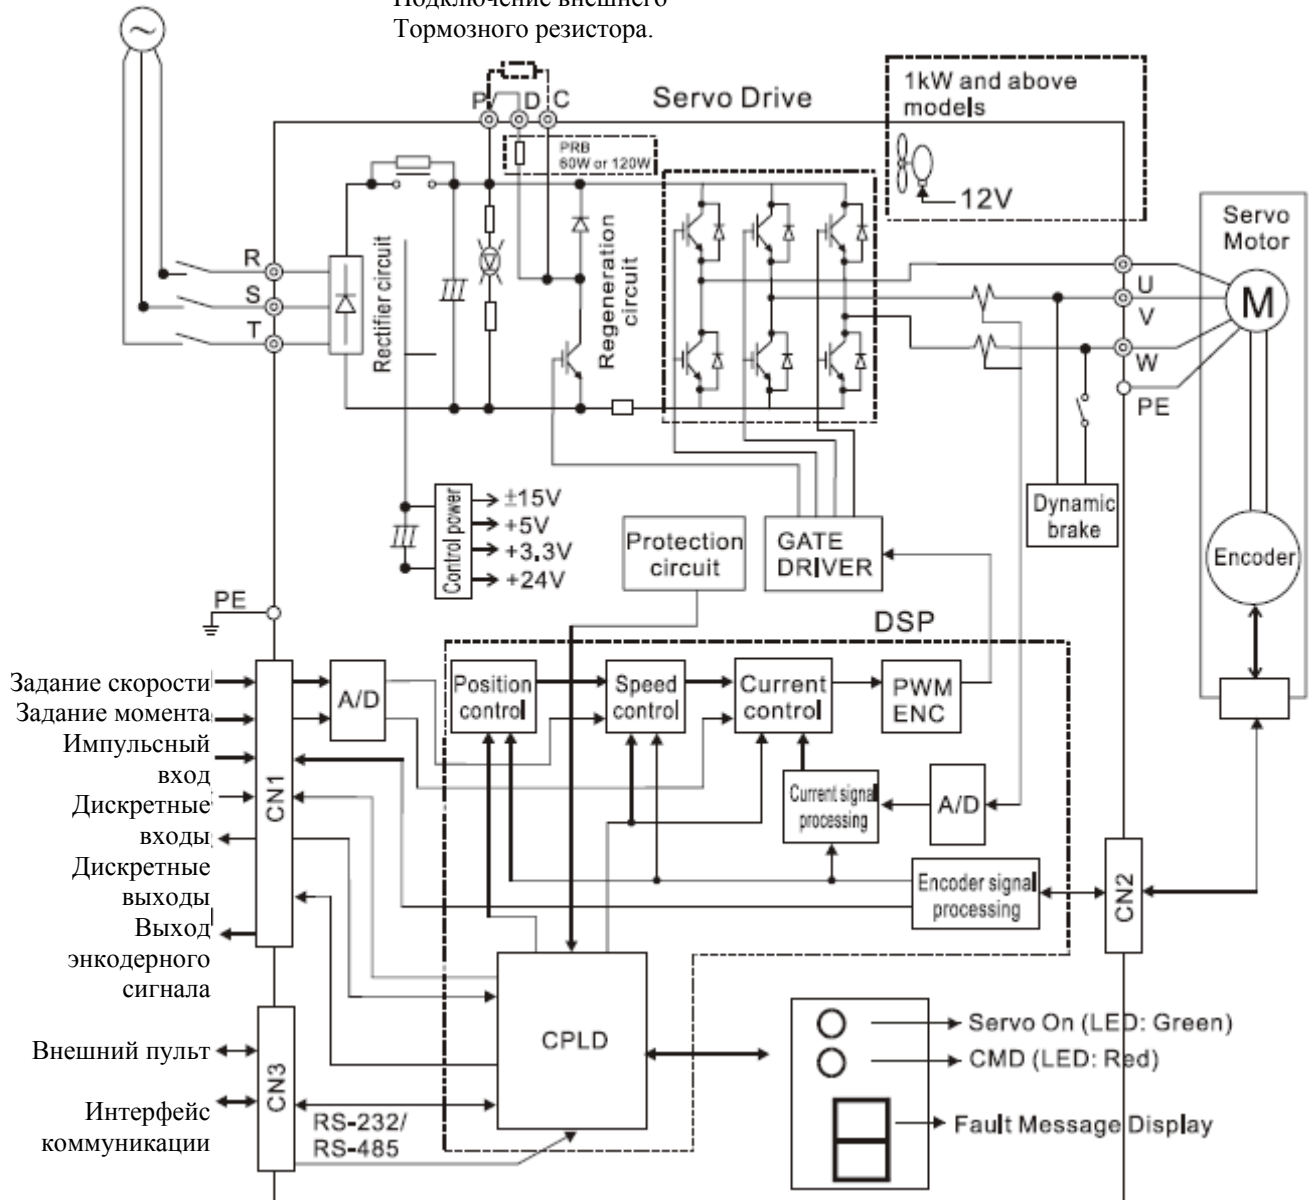 Подключение внешнего
Тормозного резистора.
~
P
D
C
Servo Drive
1kW and above
models
12V
PRB
60W or 120W
Servo
Motor
R
S
T
Rectifier circuit
Regeneration
circuit
U
V
W
PE
M
Control power
±15V
+5V
+3.3V
+24V
Protection
circuit
GATE
DRIVER
Dynamic
brake
Encoder
PE
DSP
Задание скорости
Задание момента
Импульсный
вход
Дискретные
входы
Дискретные
выходы
Выход
энкодерного
сигнала
CN1
A/D
Position
control
Speed
control
Current
control
PWM
ENC
Current signal
processing
A/D
Encoder signal
processing
CN2
CPLD
Внешний пульт
Интерфейс
коммуникации
CN3
RS-232/
RS-485
Servo On (LED: Green)
CMD (LED: Red)
Fault Message Display